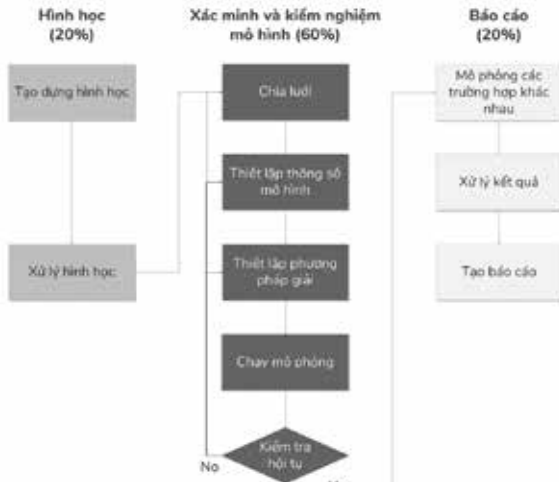 Hình học
(20%)
Xác minh và kiểm nghiệm
mô hình (60%)
Báo cáo
(20%)
Tạo dựng hình học
Xử lý hình học
Chia lưới
Thiết lập thông số
mô hình
Thiết lập phương
pháp giải
Chạy mô phỏng
Kiểm tra
hội tụ
No
Mô phỏng các
trường hợp khác
nhau
Xử lý kết quả
Tạo báo cáo